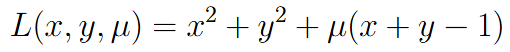 L(x, y, μ) = x² + y² + μ(x + y − 1)